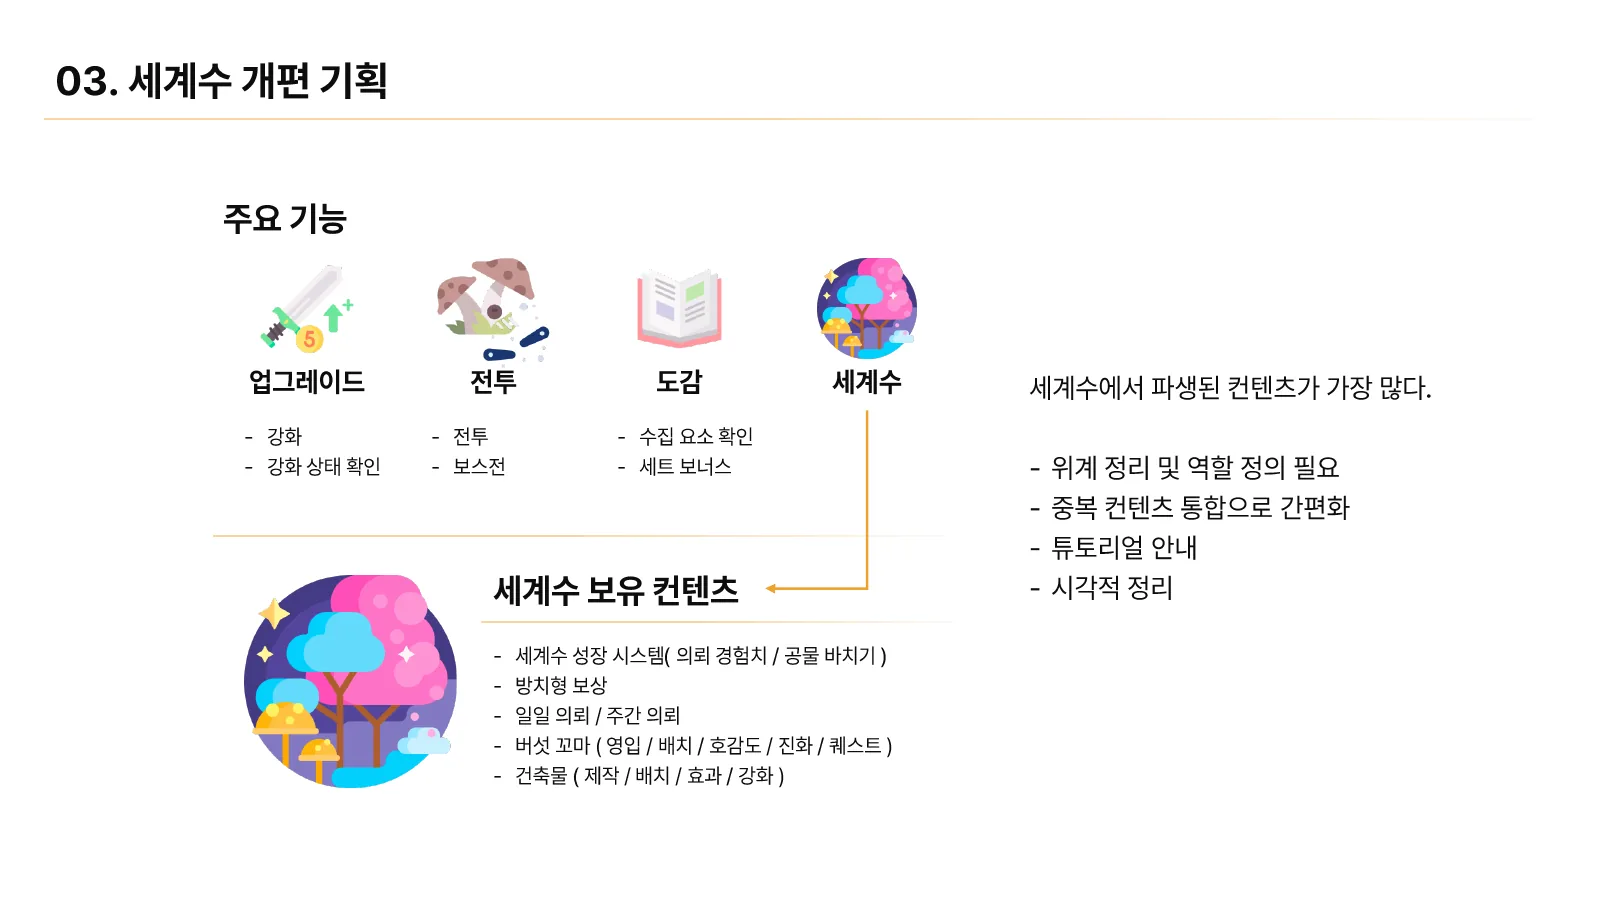 03. 세계수 개편 기획
주요 기능
5
업그레이드
- 강화
- 강화 상태 확인
전투
- 전투
- 보스전
도감
- 수집 요소 확인
- 세트 보너스
세계수
세계수 보유 컨텐츠
- 세계수 성장 시스템( 의뢰 경험치 / 공물 바치기 )
- 방치형 보상
- 일일 의뢰 / 주간 의뢰
- 버섯 꼬마 ( 영입 / 배치 / 호감도 / 진화 / 퀘스트 )
- 건축물 ( 제작 / 배치 / 효과 / 강화 )
세계수에서 파생된 컨텐츠가 가장 많다.
- 위계 정리 및 역할 정의 필요
- 중복 컨텐츠 통합으로 간편화
- 튜토리얼 안내
- 시각적 정리